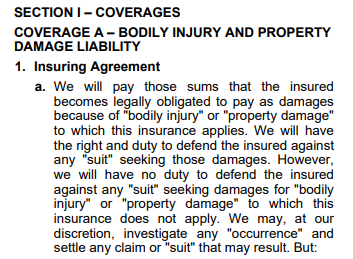 SECTION I – COVERAGES
COVERAGE A – BODILY INJURY AND PROPERTY
DAMAGE LIABILITY
1. Insuring Agreement
a. We will pay those sums that the insured
becomes legally obligated to pay as damages
because of "bodily injury" or "property damage"
to which this insurance applies. We will have
the right and duty to defend the insured against
any "suit" seeking those damages. However,
we will have no duty to defend the insured
against any "suit" seeking damages for "bodily
injury" or "property damage" to which this
insurance does not apply. We may, at our
discretion, investigate any "occurrence" and
settle any claim or "suit" that may result. But: